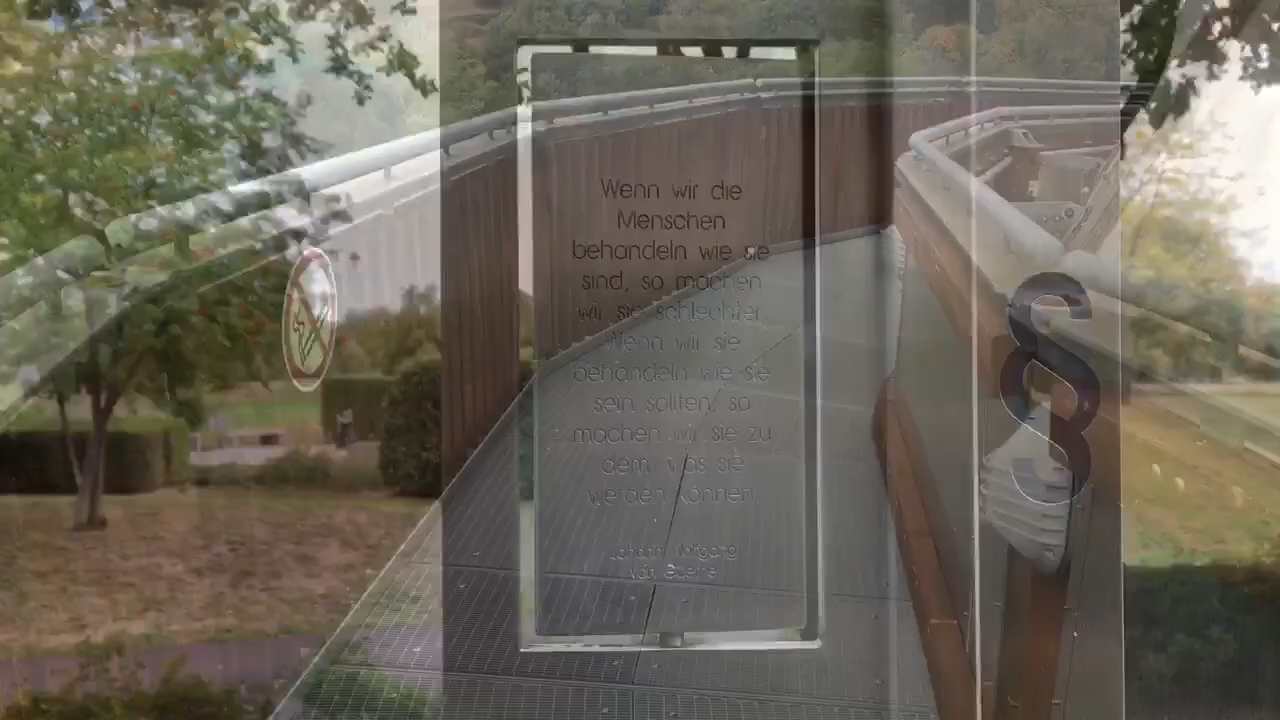 Wenn wir die
Menschen
behandeln wie sie
sind, so machen
wir sie schlechter.
Wenn wir sie
behandeln wie sie
sein sollten, so
machen wir sie zu
dem was sie
werden können.
Johann Wolfgang
von Goethe
§